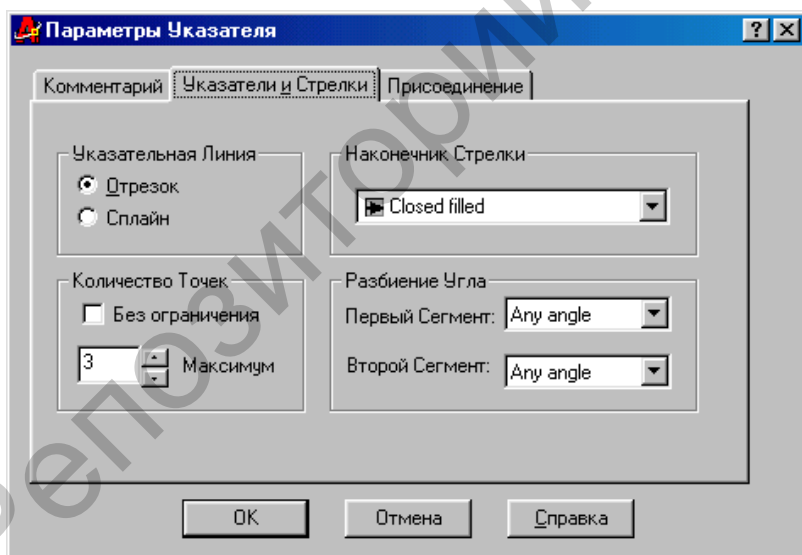 Параметры Указателя
Комментарий Указатели и Стрелки Присоединение
Указательная Линия
Отрезок
Сплайн
Наконечник Стрелки
Closed filled
Количество Точек
Без ограничения
3 Максимум
Разбиение Угла
Первый Сегмент: Any angle
Второй Сегмент: Any angle
OK Отмена Справка
Репозитории